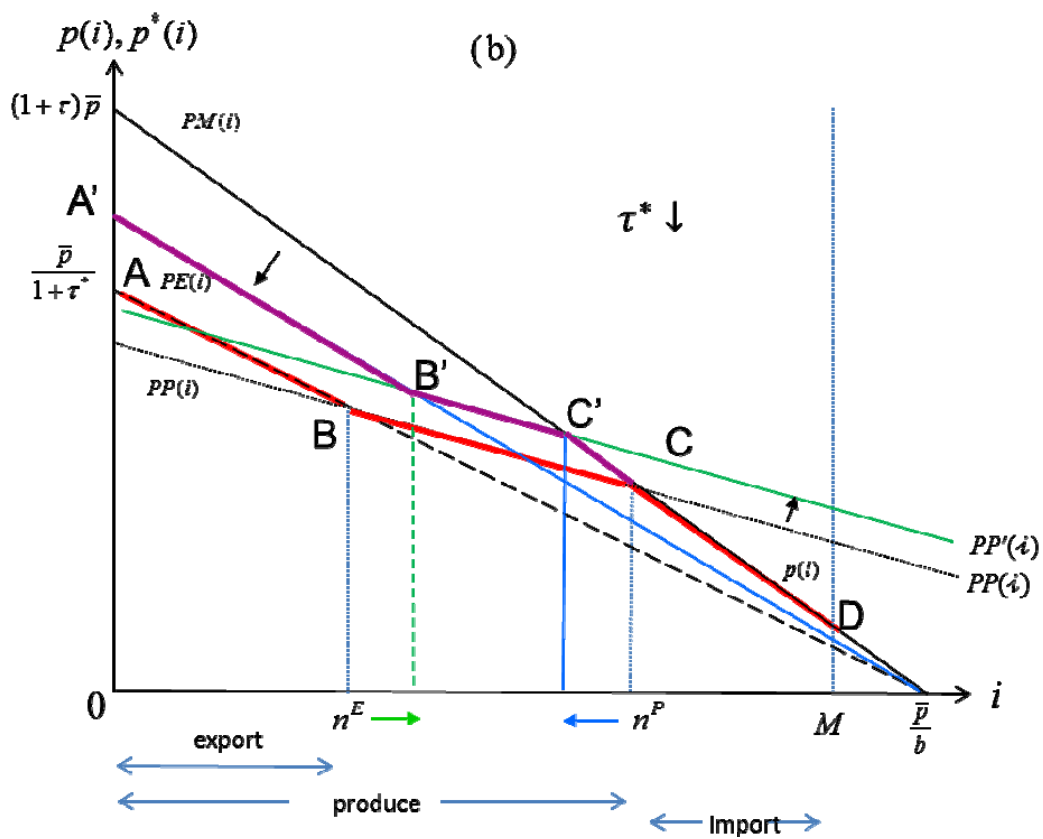 p(i), p*(i)
(b)
(1+τ)p̄
PM(i)
A'
τ* ↓
p̄
1+τ*
A
PE(i)
PP(i)
B'
B
C'
C
PP'(i)
PP(i)
p(i)
D
0
n^E
n^P
M
p̄
b
i
export
produce
Import